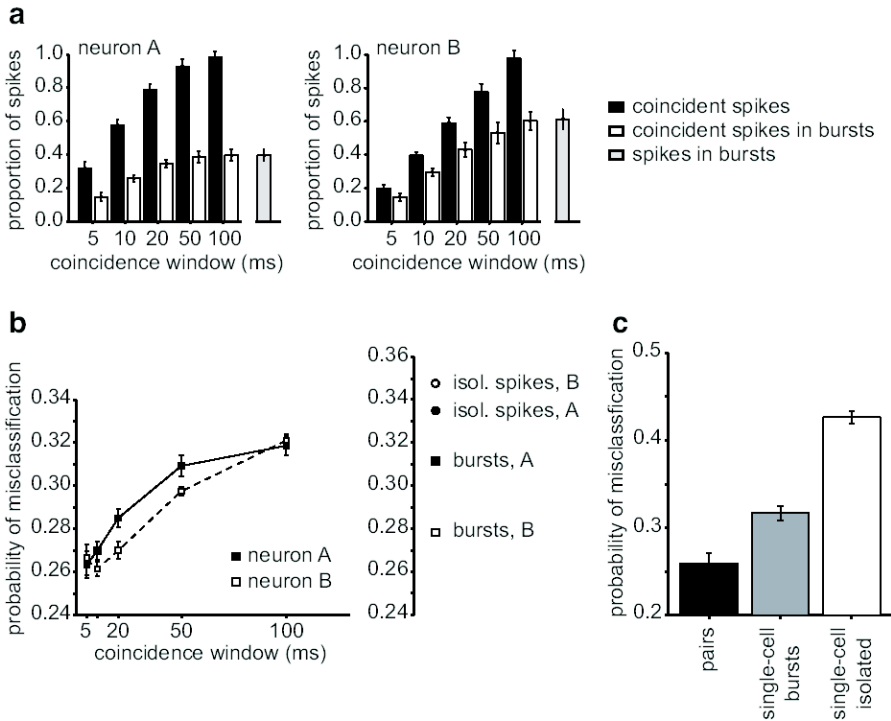 a
neuron A
proportion of spikes
1.0
0.8
0.6
0.4
0.2
0.0
5 10 20 50 100
coincidence window (ms)
neuron B
proportion of spikes
1.0
0.8
0.6
0.4
0.2
0.0
5 10 20 50 100
coincidence window (ms)
coincident spikes
coincident spikes in bursts
spikes in bursts
b
probability of misclassification
0.34
0.32
0.30
0.28
0.26
0.24
5 20 50 100
coincidence window (ms)
neuron A
neuron B
0.36
0.34
0.32
0.30
0.28
0.26
0.24
isol. spikes, B
isol. spikes, A
bursts, A
bursts, B
c
probability of misclassfication
0.5
0.4
0.3
0.2
pairs
single-cell
bursts
single-cell
isolated